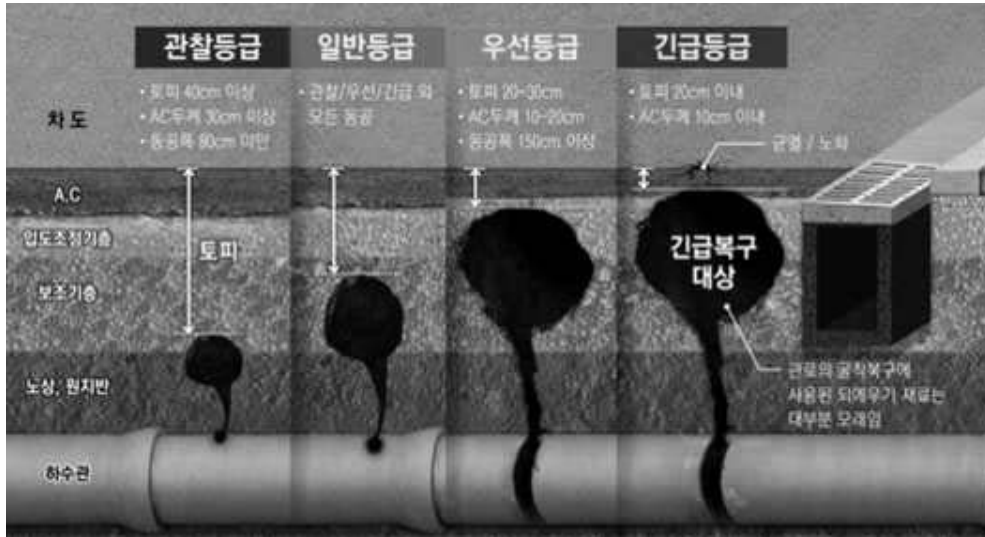 관찰등급
• 토피 40cm 이상
• AC두께 30cm 이상
• 동공폭 80cm 미만
일반등급
• 관찰/우선/긴급 외
모든 동공
우선등급
• 토피 20~30cm
• AC두께 10~20cm
• 동공폭 150cm 이상
긴급등급
• 토피 20cm 이내
• AC두께 10cm 이내
균열 / 노화
차 도
A.C
입도조정기층
보조기층
노상, 원지반
하수관
토피
긴급복구
대상
관로의 굴착복구에
사용된 되메우기 재료는
대부분 모래임